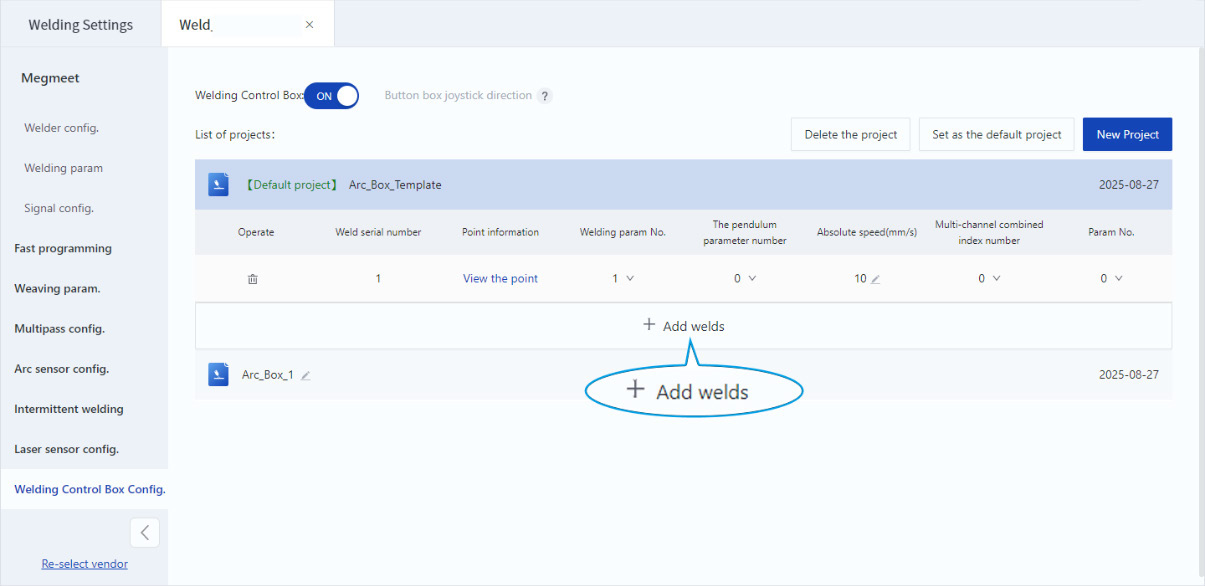 Welding Settings
Weld
Megmeet
Welder config.
Welding param
Signal config.
Fast programming
Weaving param.
Multipass config.
Arc sensor config.
Intermittent welding
Laser sensor config.
Welding Control Box Config.
Re-select vendor
Welding Control Box: ON
Button box joystick direction ?
List of projects:
Delete the project
Set as the default project
New Project
【Default project】 Arc_Box_Template 2025-08-27
Operate
Weld serial number
Point information
Welding param No.
The pendulum
parameter number
Absolute speed(mm/s)
Multi-channel combined
index number
Param No.
1 View the point 1 0 10 0 0
+ Add welds
Arc_Box_1 2025-08-27
+ Add welds